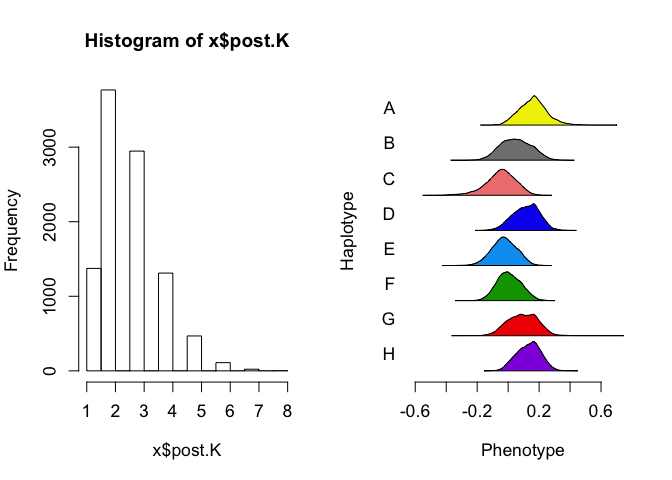 Histogram of x$post.K
Frequency
0
1000
2000
3000
1 2 3 4 5 6 7 8
x$post.K
Haplotype
A
B
C
D
E
F
G
H
-0.6 -0.2 0.2 0.6
Phenotype